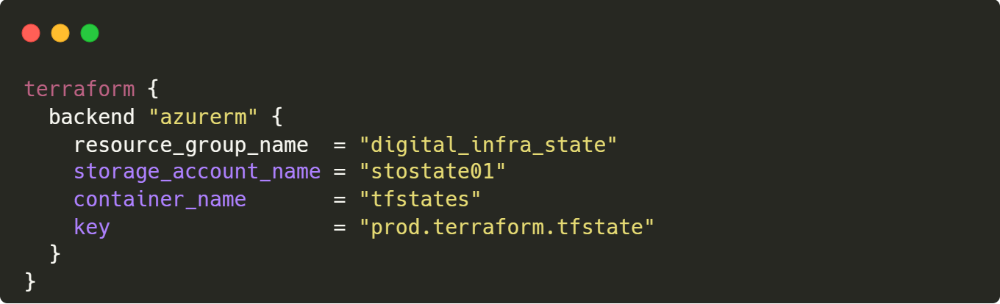 terraform {
  backend "azurerm" {
    resource_group_name  = "digital_infra_state"
    storage_account_name = "stostate01"
    container_name       = "tfstates"
    key                  = "prod.terraform.tfstate"
  }
}